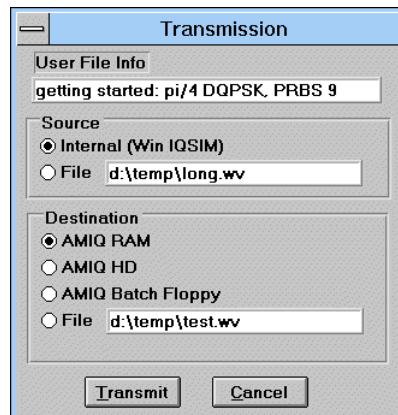 Transmission
User File Info
getting started: pi/4 DQPSK, PRBS 9
Source
Internal (Win IQSIM)
File d:\temp\long.wv
Destination
AMIQ RAM
AMIQ HD
AMIQ Batch Floppy
File d:\temp\test.wv
Transmit Cancel